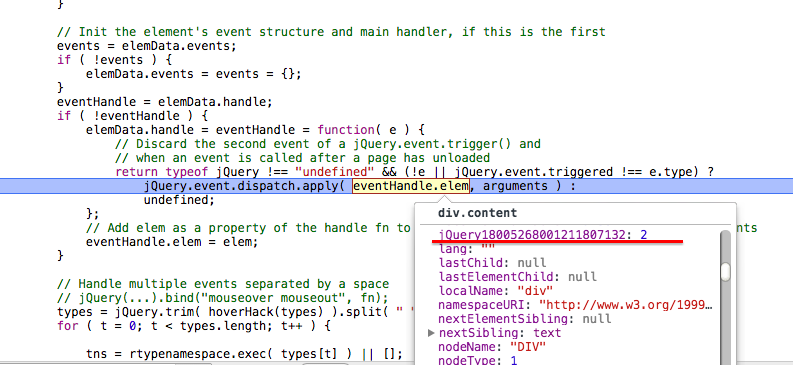 }
// Init the element's event structure and main handler, if this is the first
events = elemData.events;
if ( !events ) {
elemData.events = events = {};
}
eventHandle = elemData.handle;
if ( !eventHandle ) {
elemData.handle = eventHandle = function( e ) {
// Discard the second event of a jQuery.event.trigger() and
// when an event is called after a page has unloaded
return typeof jQuery !== "undefined" && (!e || jQuery.event.triggered !== e.type) ?
jQuery.event.dispatch.apply( eventHandle.elem, arguments ) :
undefined;
};
// Add elem as a property of the handle fn to
eventHandle.elem = elem;
}
// Handle multiple events separated by a space
// jQuery(...).bind("mouseover mouseout", fn);
types = jQuery.trim( hoverHack(types) ).split( " "
for ( t = 0; t < types.length; t++ ) {
tns = rtypenamespace.exec( types[t] ) || [];
div.content
jQuery18005268001211807132: 2
lang: ""
lastChild: null
lastElementChild: null
localName: "div"
namespaceURI: "http://www.w3.org/1999…
nextElementSibling: null
nextSibling: text
nodeName: "DIV"
nodeType: 1